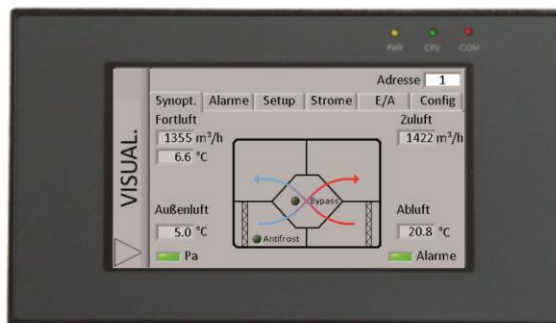 PWR CPU COM
Adresse 1
Synopt. Alarme Setup Strome E/A Config
VISUAL.
Fortluft Zuluft
1355 m³/h 1422 m³/h
6.6 °C
Bypass
Außenluft Abluft
5.0 °C 20.8 °C
Antifrost
Pa Alarme